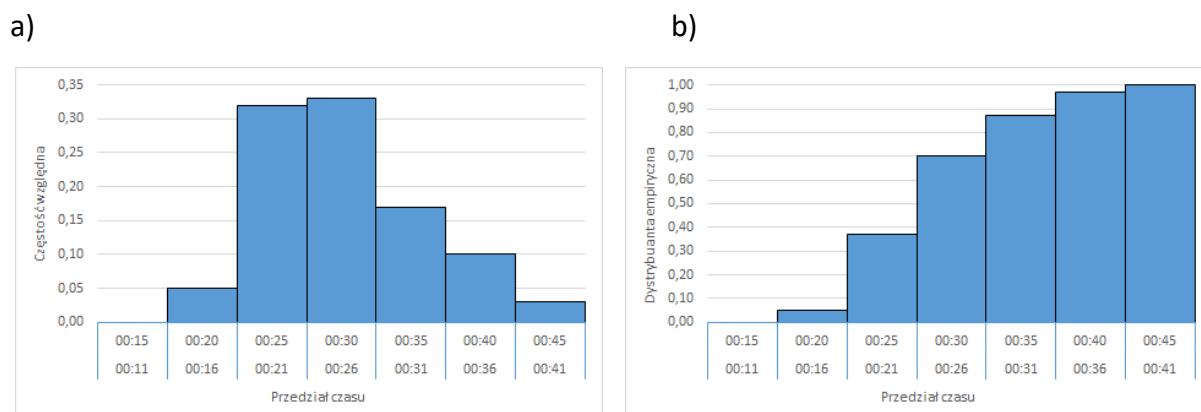 a)
b)
0,35
0,30
0,25
0,20
0,15
0,10
0,05
0,00
Częstość względna
00:15 00:20 00:25 00:30 00:35 00:40 00:45
00:11 00:16 00:21 00:26 00:31 00:36 00:41
Przedział czasu
1,00
0,90
0,80
0,70
0,60
0,50
0,40
0,30
0,20
0,10
0,00
Dystrybuanta empiryczna
00:15 00:20 00:25 00:30 00:35 00:40 00:45
00:11 00:16 00:21 00:26 00:31 00:36 00:41
Przedział czasu